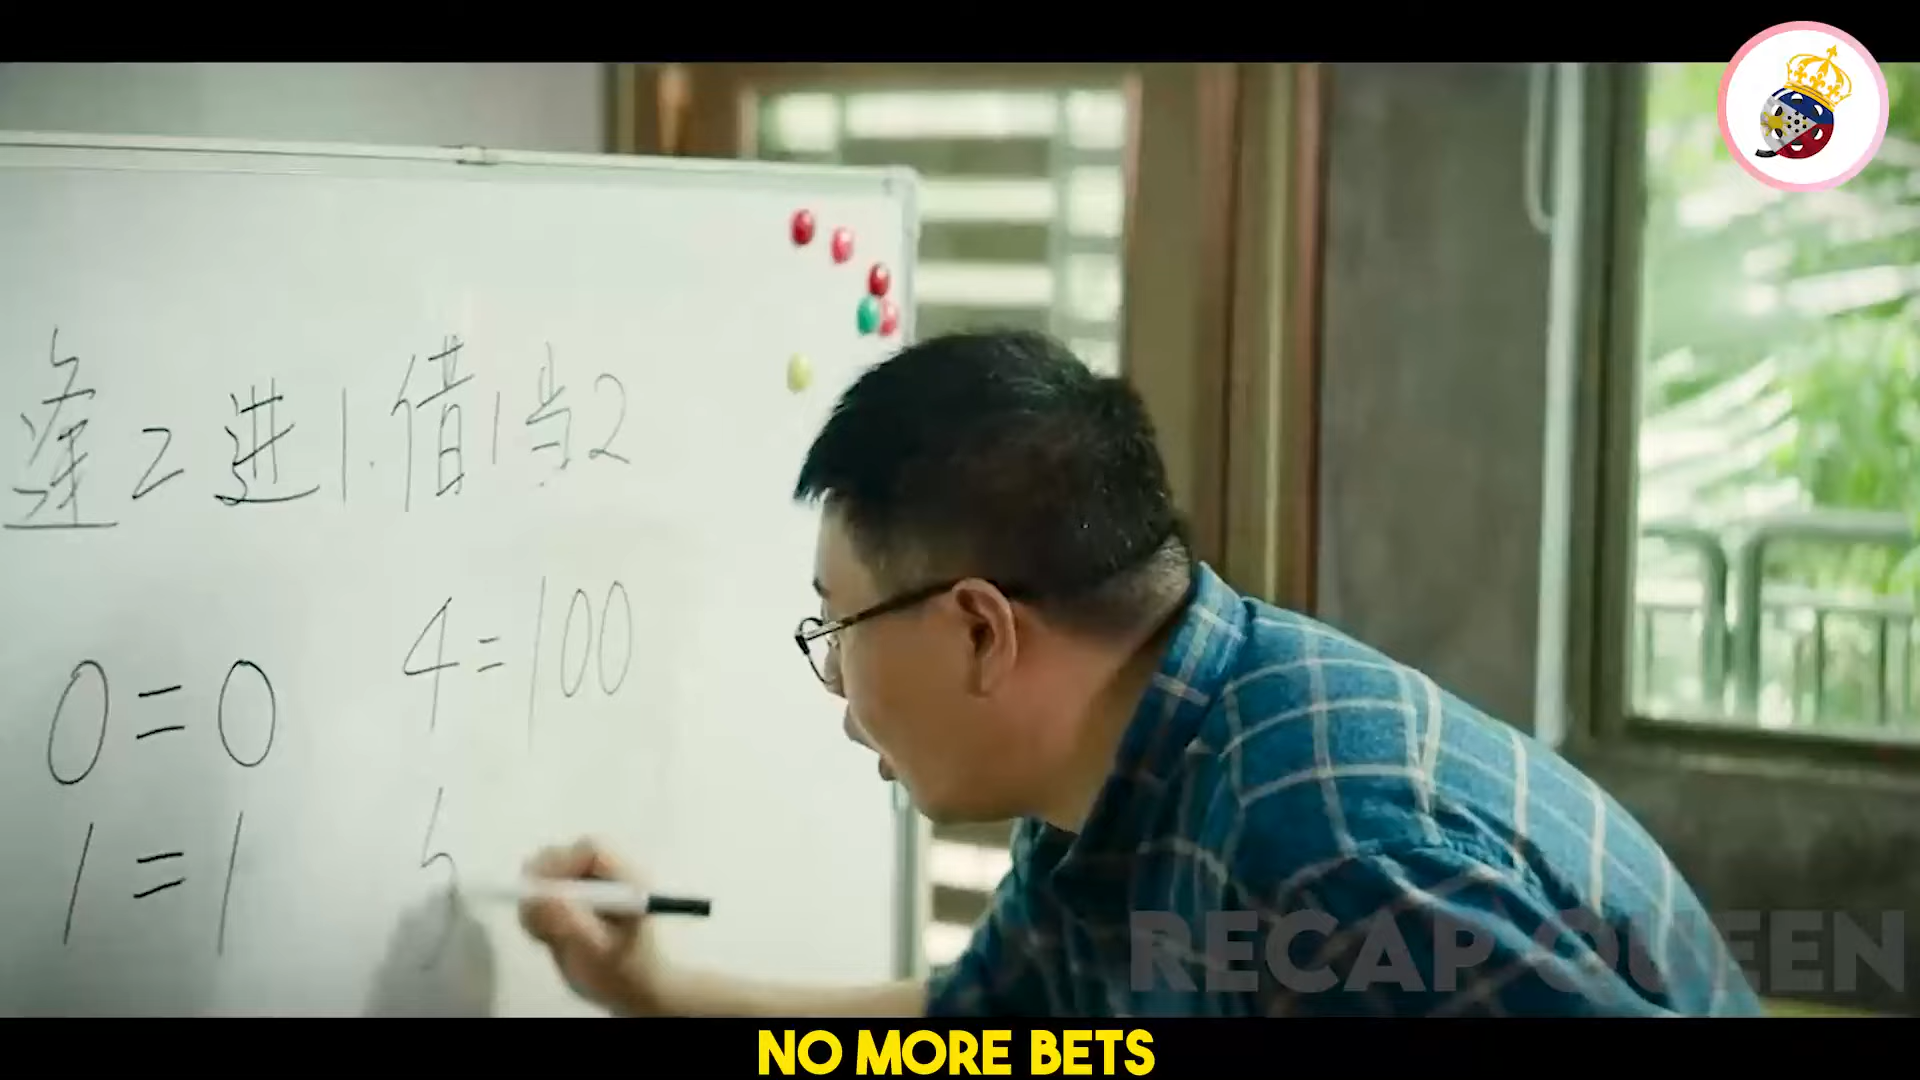 逢2进1.借1当2
0=0
4=100
1=1
5
RECAP QUEEN
NO MORE BETS